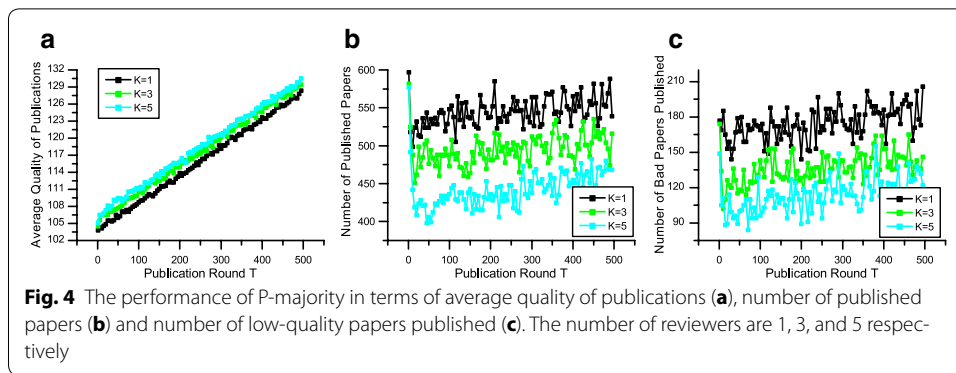 a
132
129
126
123
120
117
114
111
108
105
102
Average Quality of Publications
K=1
K=3
K=5
0 100 200 300 400 500
Publication Round T
b
600
550
500
450
400
Number of Published Papers
K=1
K=3
K=5
0 100 200 300 400 500
Publication Round T
c
210
180
150
120
90
Number of Bad Papers Published
K=1
K=3
K=5
0 100 200 300 400 500
Publication Round T
Fig. 4 The performance of P-majority in terms of average quality of publications (a), number of published
papers (b) and number of low-quality papers published (c). The number of reviewers are 1, 3, and 5 respec-
tively